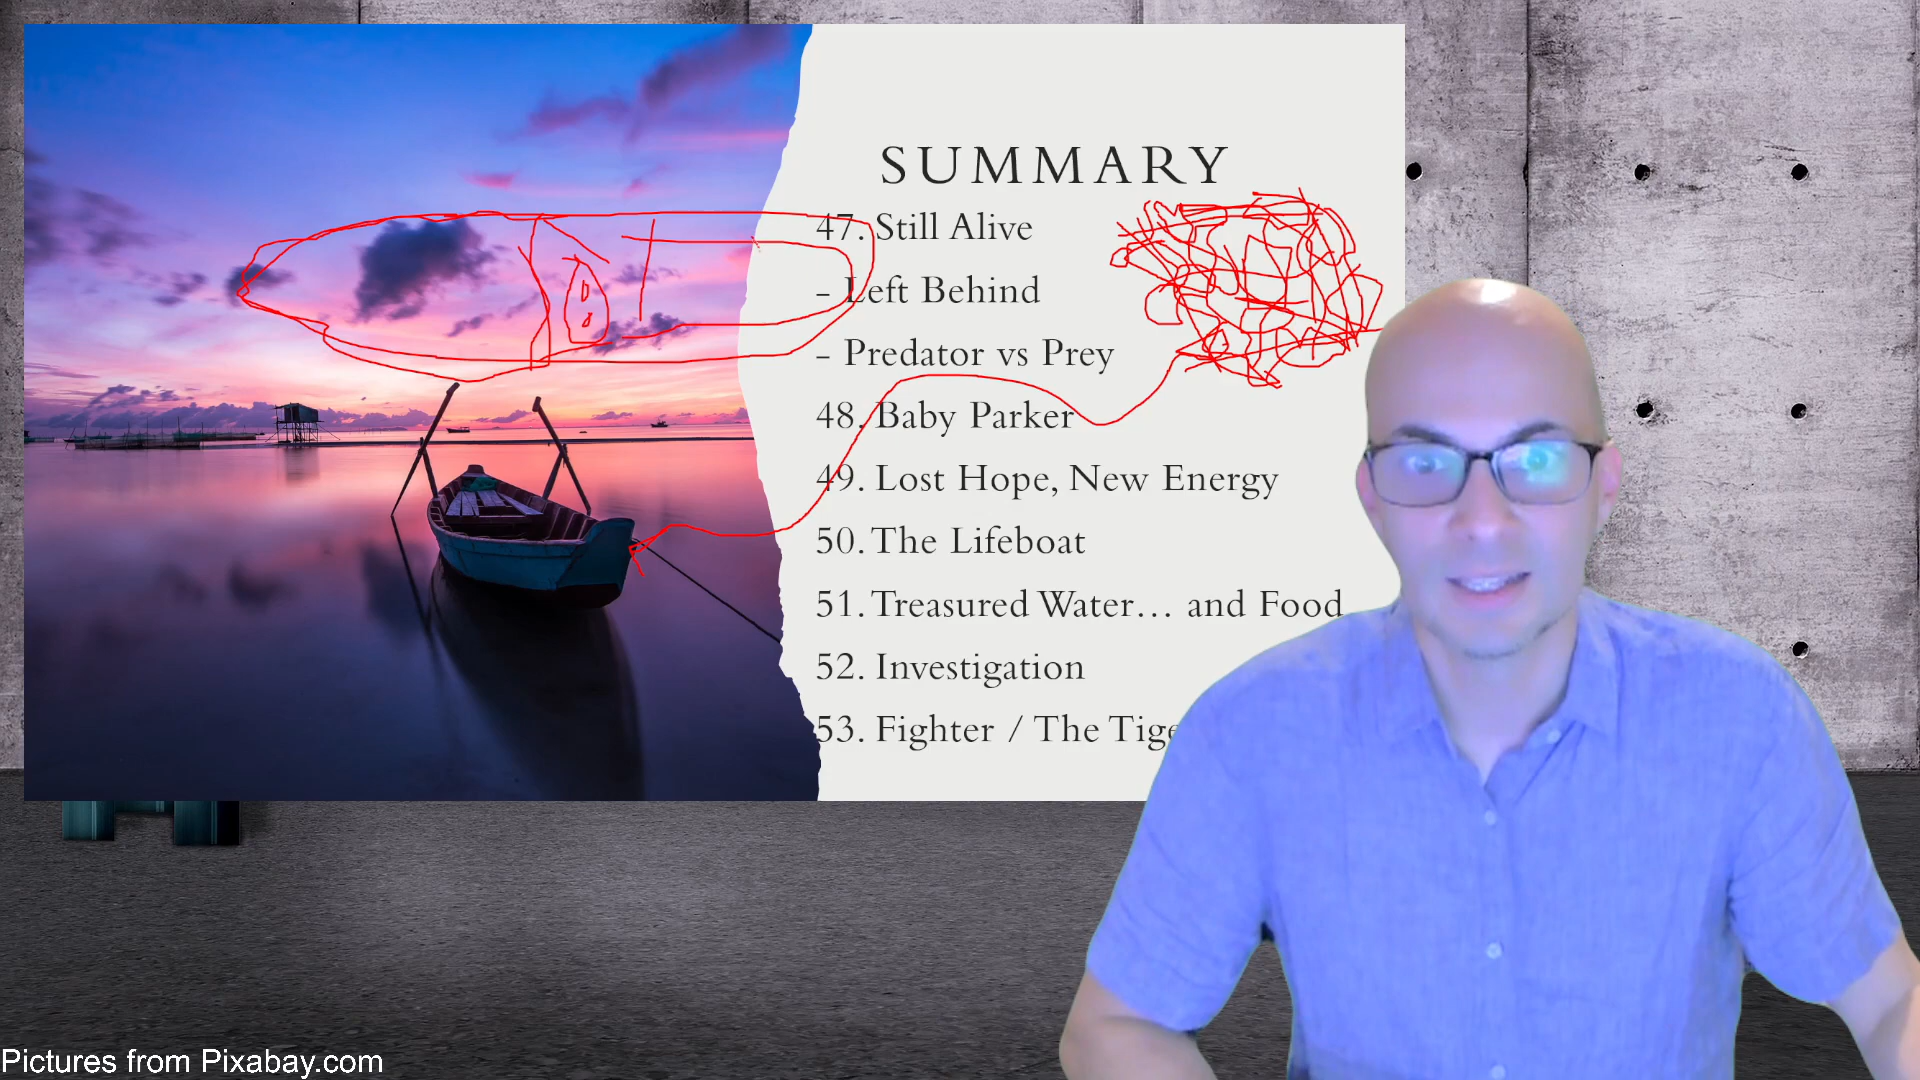 SUMMARY
47. Still Alive
- Left Behind
- Predator vs Prey
48. Baby Parker
49. Lost Hope, New Energy
50. The Lifeboat
51. Treasured Water... and Food
52. Investigation
53. Fighter / The Tige
Pictures from Pixabay.com